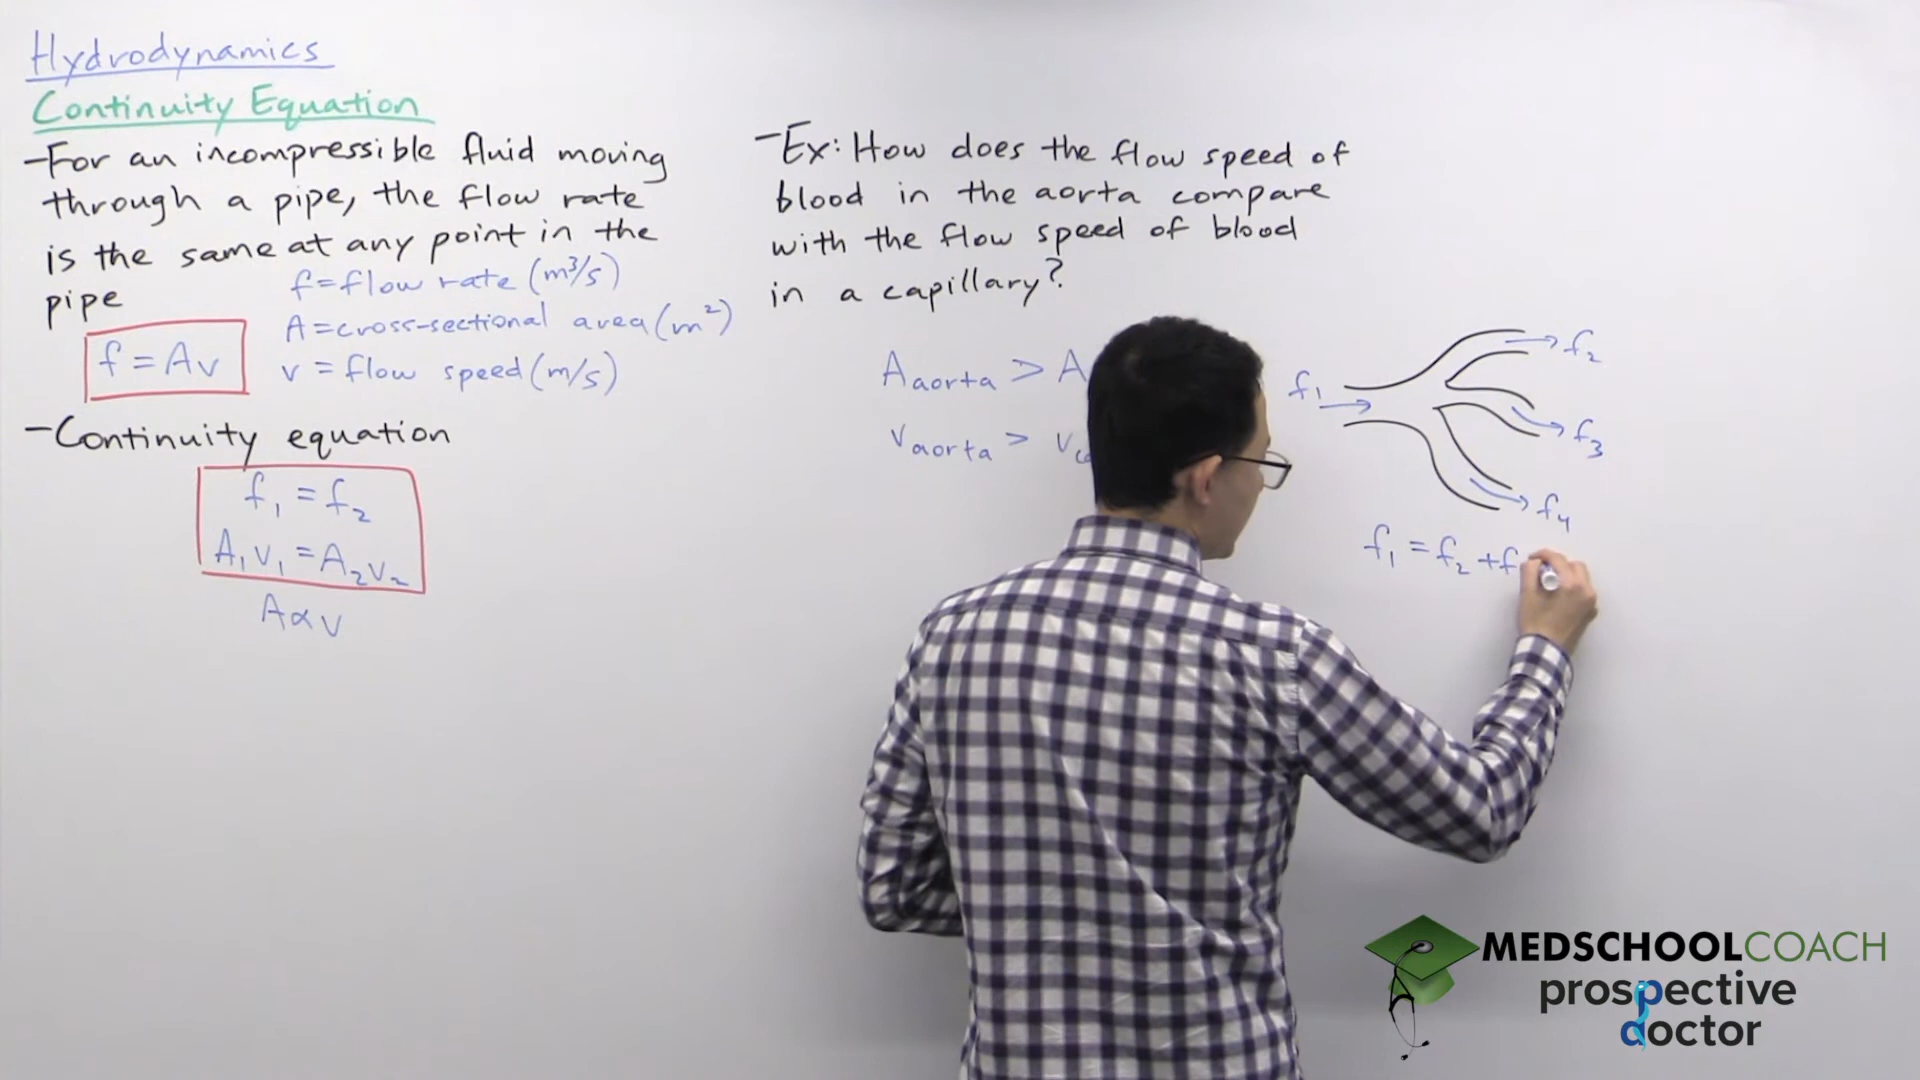 Hydrodynamics
Continuity Equation
-For an incompressible fluid moving
through a pipe, the flow rate
is the same at any point in the
pipe
f=flow rate (m³/s)
A=cross-sectional area (m²)
v = flow speed (m/s)
f = Av
-Continuity equation
f₁ = f₂
A₁v₁ = A₂v₂
A∝v
-Ex: How does the flow speed of
blood in the aorta compare
with the flow speed of blood
in a capillary?
A aorta > A
v aorta > v
f₁
f₂
f₃
f₄
f₁ = f₂ + f
MEDSCHOOLCOACH
prospective
doctor